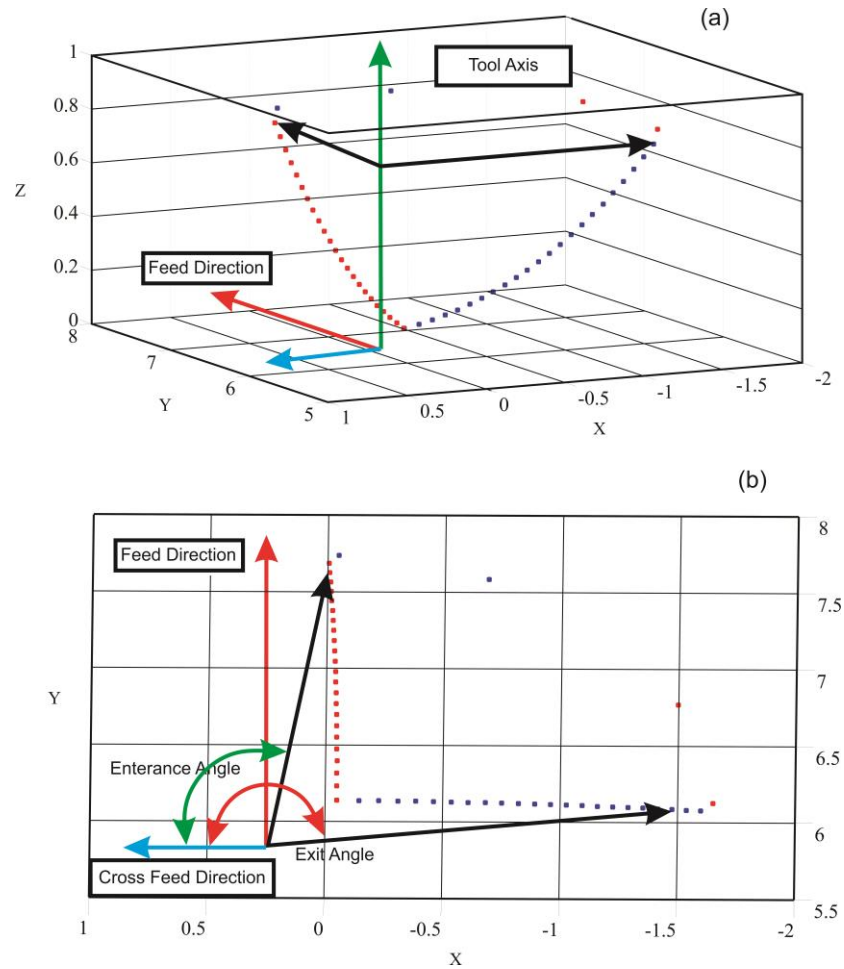 (a)
Tool Axis
1
0.8
0.6
Z
0.4
Feed Direction
0.2
0
8
7
6
Y
5
1
0.5
0
-0.5
-1
-1.5
-2
X
(b)
8
Feed Direction
7.5
7
Y
6.5
Enterance Angle
6
Exit Angle
Cross Feed Direction
5.5
1
0.5
0
-0.5
-1
-1.5
-2
X